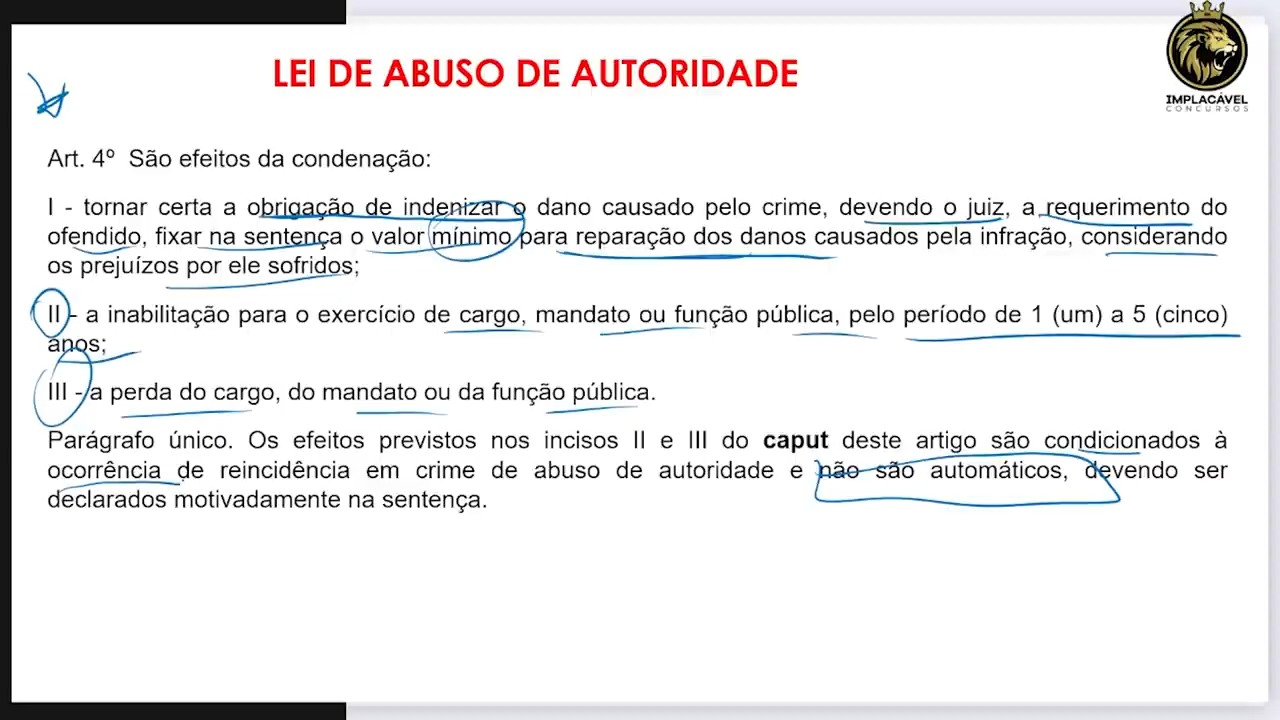 LEI DE ABUSO DE AUTORIDADE
IMPLACÁVEL
CONCURSOS
Art. 4º São efeitos da condenação:
I - tornar certa a obrigação de indenizar o dano causado pelo crime, devendo o juiz, a requerimento do
ofendido, fixar na sentença o valor mínimo para reparação dos danos causados pela infração, considerando
os prejuízos por ele sofridos;
II - a inabilitação para o exercício de cargo, mandato ou função pública, pelo período de 1 (um) a 5 (cinco)
anos;
III - a perda do cargo, do mandato ou da função pública.
Parágrafo único. Os efeitos previstos nos incisos II e III do caput deste artigo são condicionados à
ocorrência de reincidência em crime de abuso de autoridade e não são automáticos, devendo ser
declarados motivadamente na sentença.